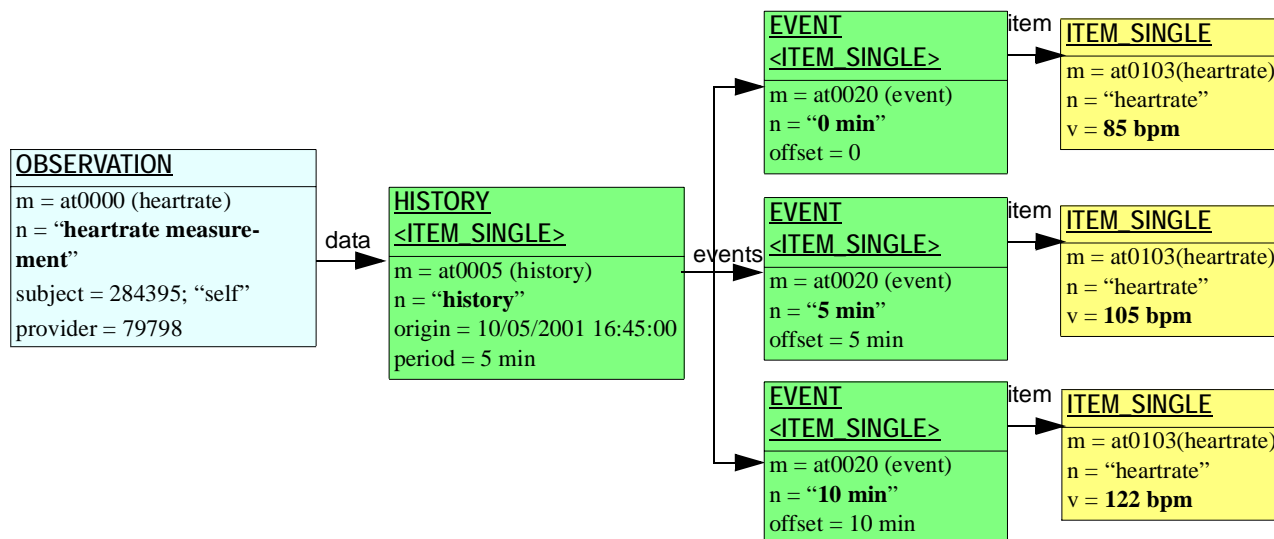 OBSERVATION
m = at0000 (heartrate)
n = “heartrate measure-
ment”
subject = 284395; “self”
provider = 79798
data
HISTORY
<ITEM_SINGLE>
m = at0005 (history)
n = “history”
origin = 10/05/2001 16:45:00
period = 5 min
events
EVENT
<ITEM_SINGLE>
m = at0020 (event)
n = “0 min”
offset = 0
item
ITEM_SINGLE
m = at0103(heartrate)
n = “heartrate”
v = 85 bpm
EVENT
<ITEM_SINGLE>
m = at0020 (event)
n = “5 min”
offset = 5 min
item
ITEM_SINGLE
m = at0103(heartrate)
n = “heartrate”
v = 105 bpm
EVENT
<ITEM_SINGLE>
m = at0020 (event)
n = “10 min”
offset = 10 min
item
ITEM_SINGLE
m = at0103(heartrate)
n = “heartrate”
v = 122 bpm